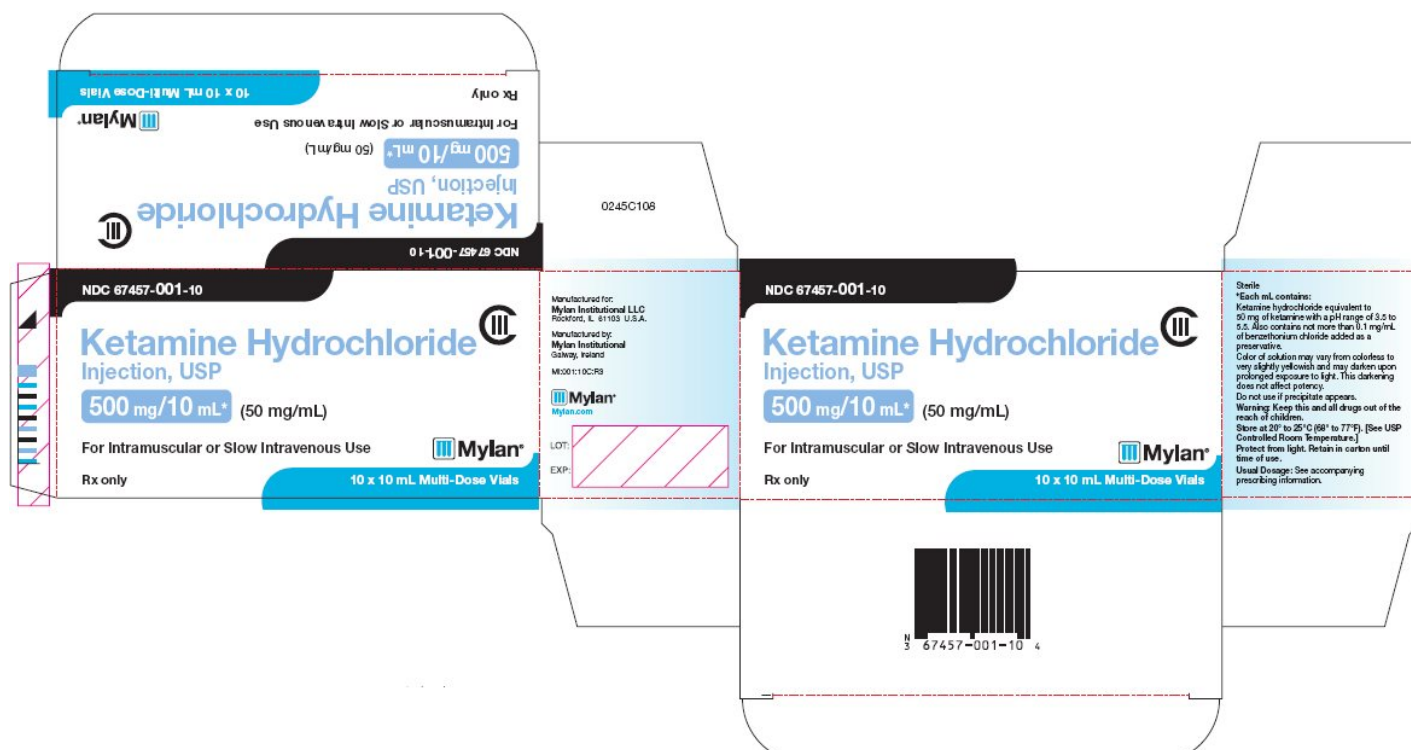 10 x 10 mL Multi-Dose Vials
Rx only
Mylan®
For Intramuscular or Slow Intravenous Use
500 mg/10 mL* (50 mg/mL)
Injection, USP
Ketamine Hydrochloride
CIII
NDC 67457-001-10
0245C108
NDC 67457-001-10
Ketamine Hydrochloride CIII
Injection, USP
500 mg/10 mL* (50 mg/mL)
For Intramuscular or Slow Intravenous Use
Mylan®
Rx only
10 x 10 mL Multi-Dose Vials
Manufactured for:
Mylan Institutional LLC
Rockford, IL 61103 U.S.A.
Manufactured by:
Mylan Institutional
Galway, Ireland
MI:001:10C:R3
Mylan®
Mylan.com
LOT:
EXP:
NDC 67457-001-10
Ketamine Hydrochloride CIII
Injection, USP
500 mg/10 mL* (50 mg/mL)
For Intramuscular or Slow Intravenous Use
Mylan®
Rx only
10 x 10 mL Multi-Dose Vials
N
3 67457-001-10 4
Sterile
*Each mL contains:
Ketamine hydrochloride equivalent to
50 mg of ketamine with a pH range of 3.5 to
5.5. Also contains not more than 0.1 mg/mL
of benzethonium chloride added as a
preservative.
Color of solution may vary from colorless to
very slightly yellowish and may darken upon
prolonged exposure to light. This darkening
does not affect potency.
Do not use if precipitate appears.
Warning: Keep this and all drugs out of the
reach of children.
Store at 20° to 25°C (68° to 77°F). [See USP
Controlled Room Temperature.]
Protect from light. Retain in carton until
time of use.
Usual Dosage: See accompanying
prescribing information.